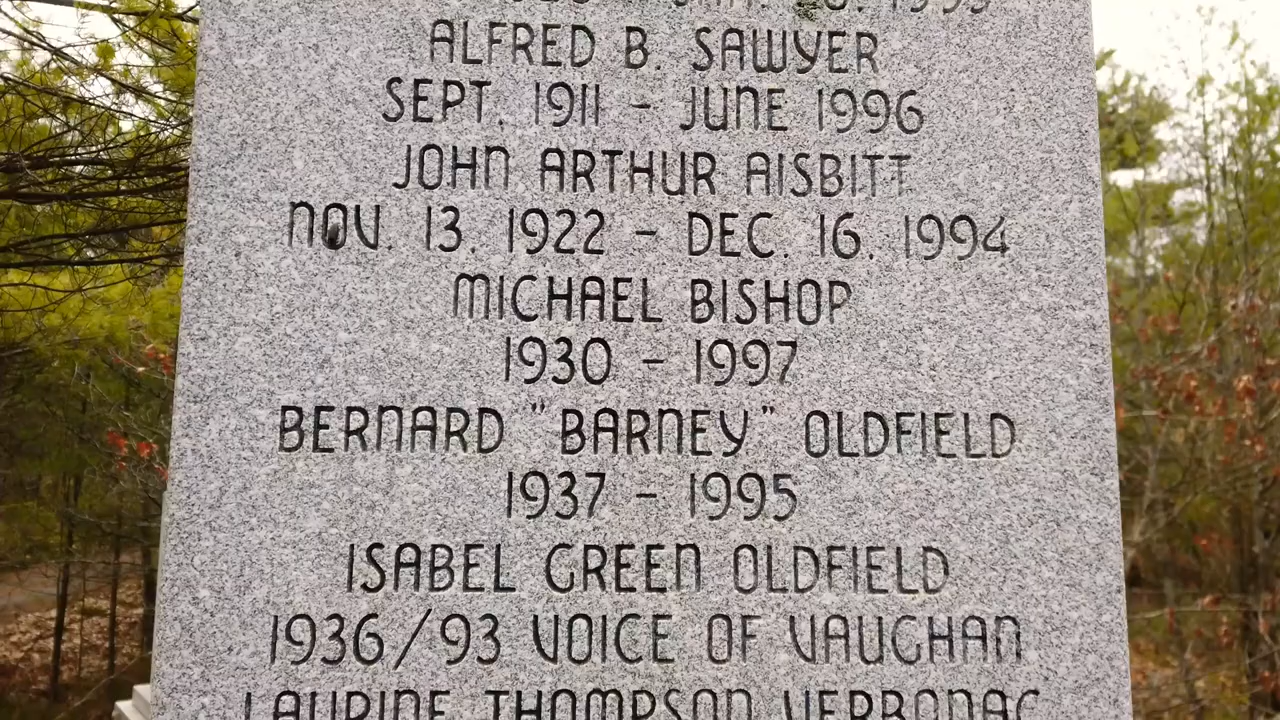 ALFRED B. SAWYER
SEPT. 1911 - JUNE 1996
JOHN ARTHUR AISBITT
NOV. 13. 1922 - DEC. 16. 1994
MICHAEL BISHOP
1930 - 1997
BERNARD "BARNEY" OLDFIELD
1937 - 1995
ISABEL GREEN OLDFIELD
1936/93 VOICE OF VAUGHAN
THOMPSON